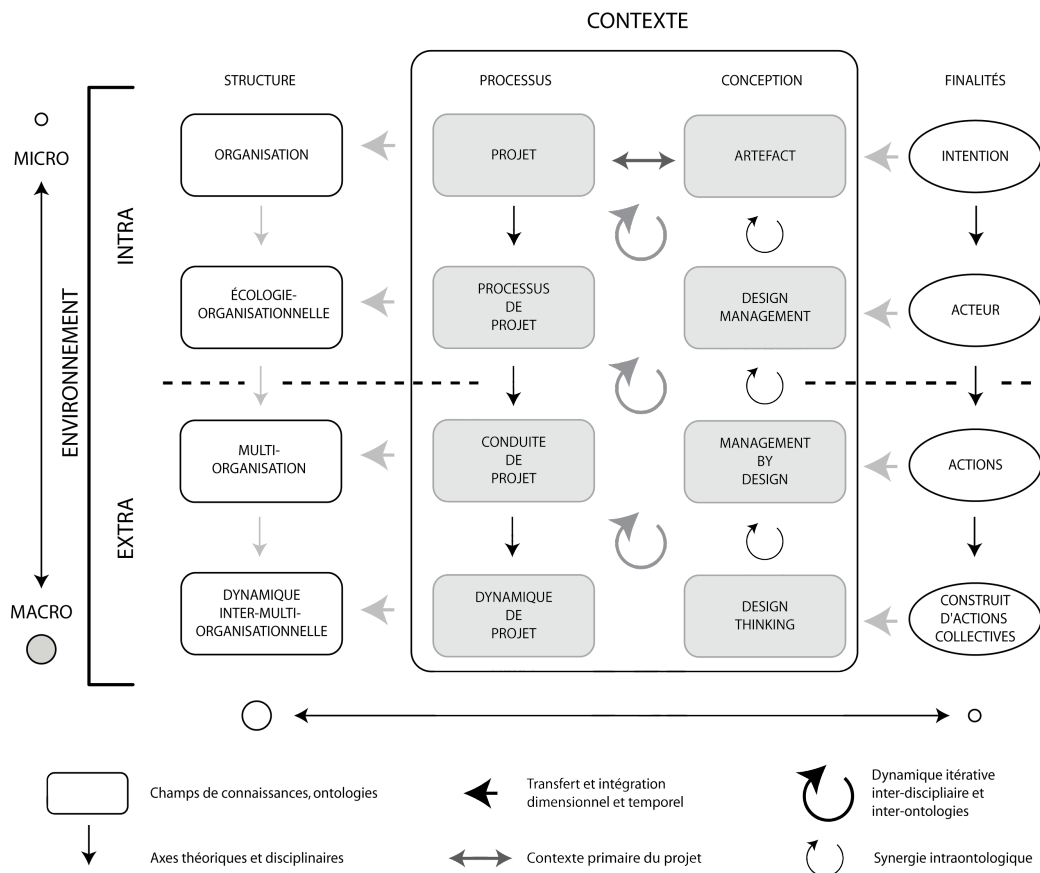 CONTEXTE
STRUCTURE
PROCESSUS
CONCEPTION
FINALITÉS
MICRO
ENVIRONNEMENT
MACRO
INTRA
EXTRA
ORGANISATION
PROJET
ARTEFACT
INTENTION
ÉCOLOGIE-
ORGANISATIONNELLE
PROCESSUS
DE
PROJET
DESIGN
MANAGEMENT
ACTEUR
MULTI-
ORGANISATION
CONDUITE
DE
PROJET
MANAGEMENT
BY
DESIGN
ACTIONS
DYNAMIQUE
INTER-MULTI-
ORGANISATIONNELLE
DYNAMIQUE
DE
PROJET
DESIGN
THINKING
CONSTRUIT
D'ACTIONS
COLLECTIVES
Champs de connaissances, ontologies
Transfert et intégration
dimensionnel et temporel
Dynamique itérative
inter-discipliaire et
inter-ontologies
Axes théoriques et disciplinaires
Contexte primaire du projet
Synergie intraontologique